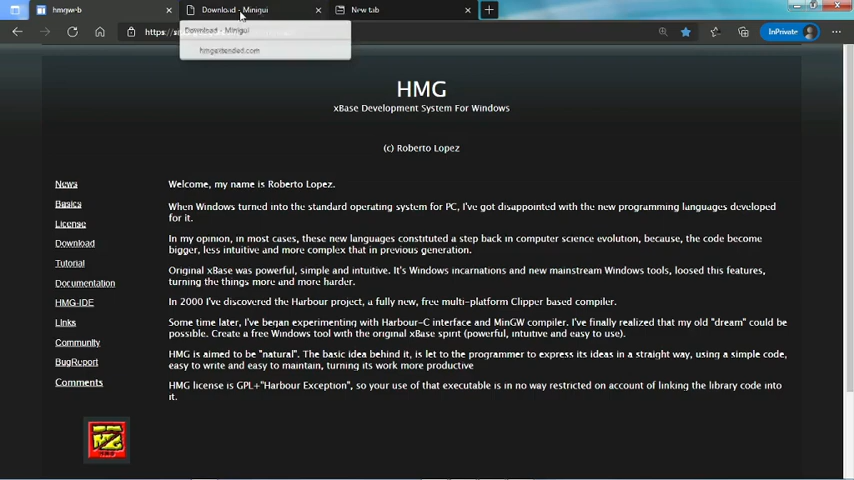 hmgweb
Download - Minigui
New tab
https://
InPrivate
Download - Minigui
hmgextended.com
HMG
xBase Development System For Windows
(c) Roberto Lopez
News
Basics
License
Download
Tutorial
Documentation
HMG-IDE
Links
Community
BugReport
Comments
Welcome, my name is Roberto Lopez.
When Windows turned into the standard operating system for PC, I've got disappointed with the new programming languages developed
for it.
In my opinion, in most cases, these new languages constituted a step back in computer science evolution, because, the code become
bigger, less intuitive and more complex that in previous generation.
Original xBase was powerful, simple and intuitive. It's Windows incarnations and new mainstream Windows tools, loosed this features,
turning the things more and more harder.
In 2000 I've discovered the Harbour project, a fully new, free multi-platform Clipper based compiler.
Some time later, I've began experimenting with Harbour-C interface and MinGW compiler. I've finally realized that my old "dream" could be
possible. Create a free Windows tool with the original xBase spirit (powerful, intuitive and easy to use).
HMG is aimed to be "natural". The basic idea behind it, is let to the programmer to express its ideas in a straight way, using a simple code,
easy to write and easy to maintain, turning its work more productive
HMG license is GPL+"Harbour Exception", so your use of that executable is in no way restricted on account of linking the library code into
it.